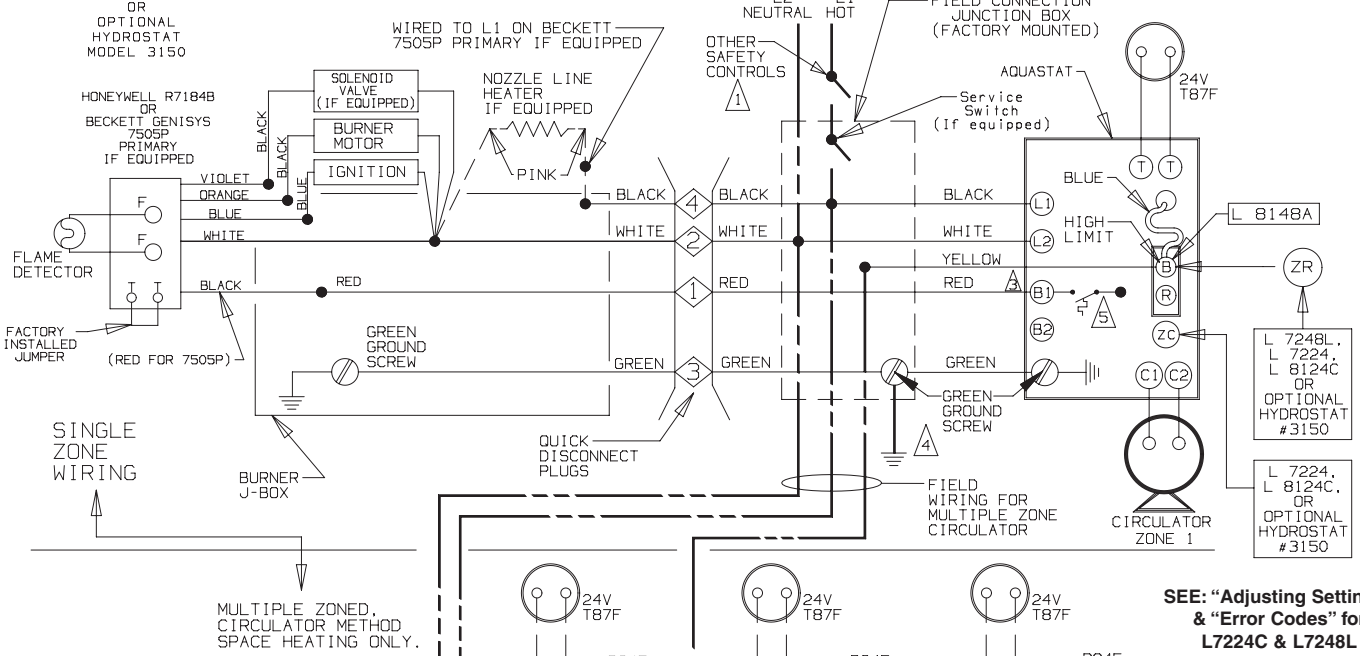 OR
OPTIONAL
HYDROSTAT
MODEL 3150
HONEYWELL R7184B
OR
BECKETT GENISYS
7505P
PRIMARY
IF EQUIPPED
SOLENOID
VALVE
(IF EQUIPPED)
BURNER
MOTOR
IGNITION
BLACK
BLACK
BLUE
VIOLET
ORANGE
BLUE
WHITE
BLACK
RED
F
F
T T
FLAME
DETECTOR
FACTORY
INSTALLED
JUMPER
(RED FOR 7505P)
WIRED TO L1 ON BECKETT
7505P PRIMARY IF EQUIPPED
NOZZLE LINE
HEATER
IF EQUIPPED
PINK
GREEN
GROUND
SCREW
BURNER
J-BOX
BLACK 4 BLACK
WHITE 2 WHITE
1 RED
GREEN 3 GREEN
QUICK
DISCONNECT
PLUGS
NEUTRAL HOT
OTHER
SAFETY
CONTROLS
1
JUNCTION BOX
(FACTORY MOUNTED)
Service
Switch
(If equipped)
AQUASTAT
24V
T87F
BLACK L1
WHITE L2
YELLOW
RED 3 B1
5
B2
GREEN
T T
BLUE
HIGH
LIMIT
B
R
ZC
C1 C2
L 8148A
ZR
L 7248L,
L 7224,
L 8124C
OR
OPTIONAL
HYDROSTAT
#3150
L 7224,
L 8124C,
OR
OPTIONAL
HYDROSTAT
#3150
GREEN
GROUND
SCREW
4
FIELD
WIRING FOR
MULTIPLE ZONE
CIRCULATOR
CIRCULATOR
ZONE 1
SINGLE
ZONE
WIRING
MULTIPLE ZONED,
CIRCULATOR METHOD
SPACE HEATING ONLY.
24V
T87F
24V
T87F
24V
T87F
SEE: “Adjusting
& “Error Codes”
L7224C & L7248L